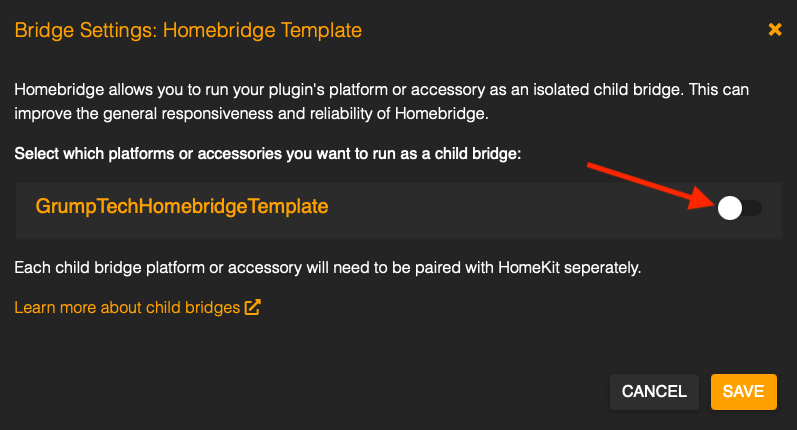 Bridge Settings: Homebridge Template
Homebridge allows you to run your plugin's platform or accessory as an isolated child bridge. This can
improve the general responsiveness and reliability of Homebridge.
Select which platforms or accessories you want to run as a child bridge:
GrumpTechHomebridgeTemplate
Each child bridge platform or accessory will need to be paired with HomeKit seperately.
Learn more about child bridges
CANCEL SAVE